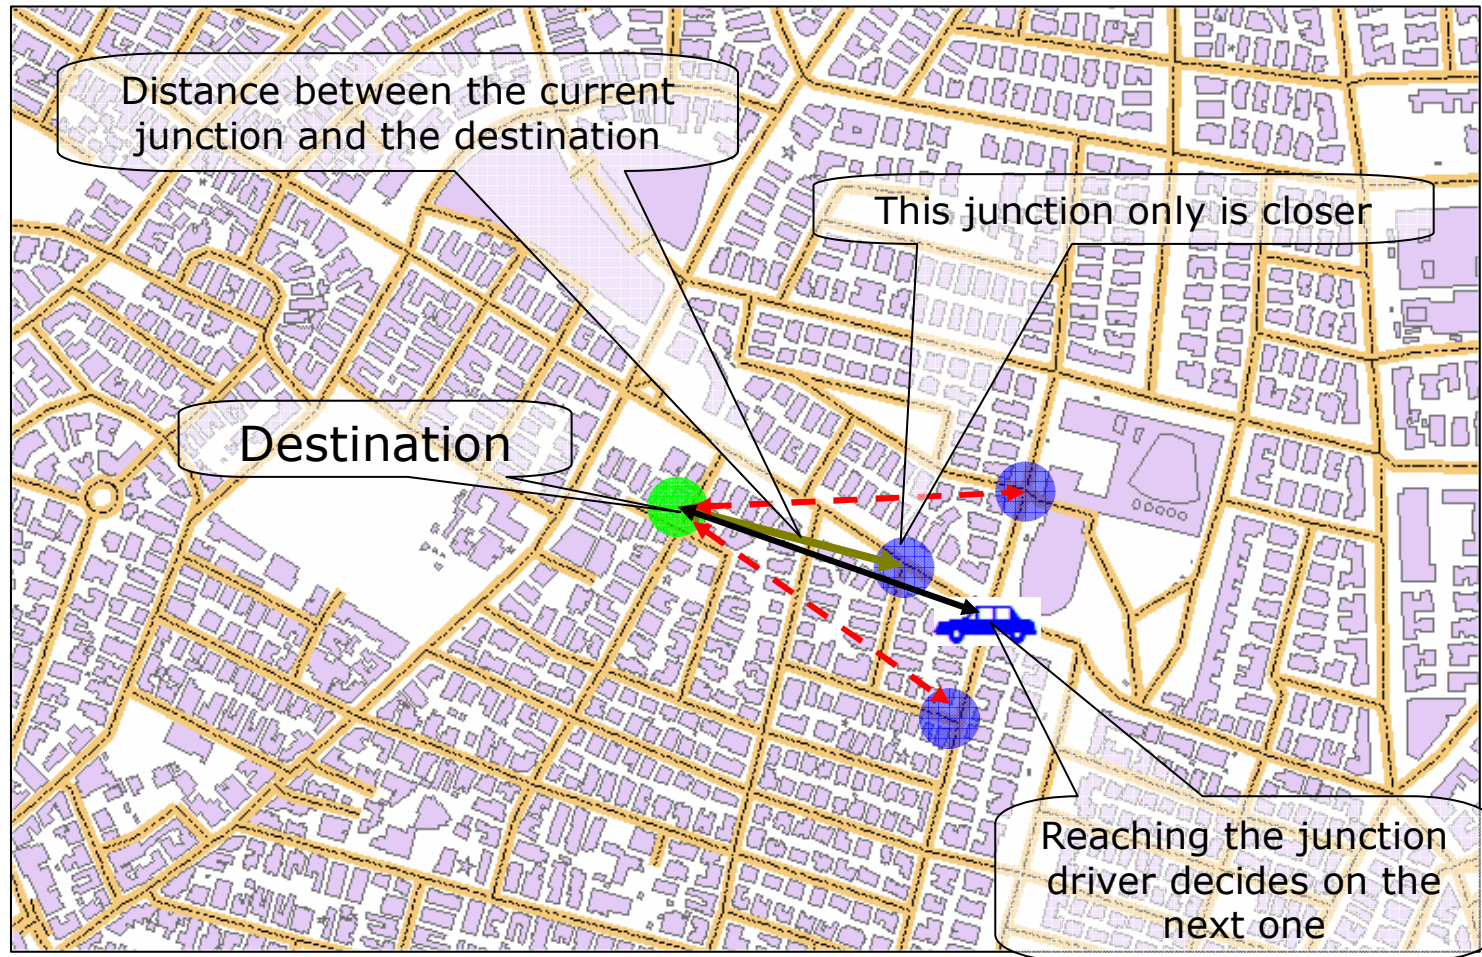 Distance between the current
junction and the destination
This junction only is closer
Destination
Reaching the junction
driver decides on the
next one